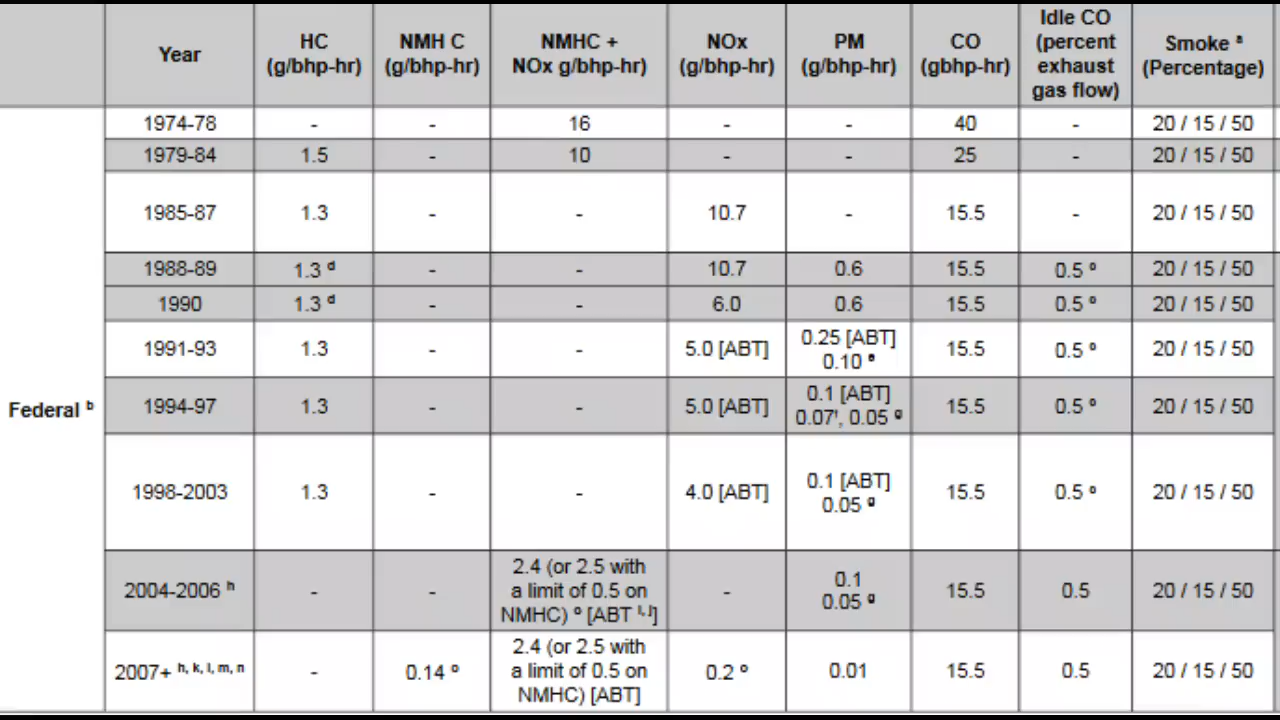 Year HC (g/bhp-hr) NMH C (g/bhp-hr) NMHC + NOx g/bhp-hr) NOx (g/bhp-hr) PM (g/bhp-hr) CO (gbhp-hr) Idle CO (percent exhaust gas flow) Smoke ª (Percentage)
Federal ᵇ
1974-78 - - 16 - - 40 - 20 / 15 / 50
1979-84 1.5 - 10 - - 25 - 20 / 15 / 50
1985-87 1.3 - - 10.7 - 15.5 - 20 / 15 / 50
1988-89 1.3 ᵈ - - 10.7 0.6 15.5 0.5 º 20 / 15 / 50
1990 1.3 ᵈ - - 6.0 0.6 15.5 0.5 º 20 / 15 / 50
1991-93 1.3 - - 5.0 [ABT] 0.25 [ABT] 0.10 ᵉ 15.5 0.5 º 20 / 15 / 50
1994-97 1.3 - - 5.0 [ABT] 0.1 [ABT] 0.07ᶠ, 0.05 ᵍ 15.5 0.5 º 20 / 15 / 50
1998-2003 1.3 - - 4.0 [ABT] 0.1 [ABT] 0.05 ᵍ 15.5 0.5 º 20 / 15 / 50
2004-2006 ʰ - - 2.4 (or 2.5 with a limit of 0.5 on NMHC) º [ABT ⁱ˒ ʲ] - 0.1 0.05 ᵍ 15.5 0.5 20 / 15 / 50
2007+ ʰ˒ ᵏ˒ ˡ˒ ᵐ˒ ⁿ - 0.14 º 2.4 (or 2.5 with a limit of 0.5 on NMHC) [ABT] 0.2 º 0.01 15.5 0.5 20 / 15 / 50